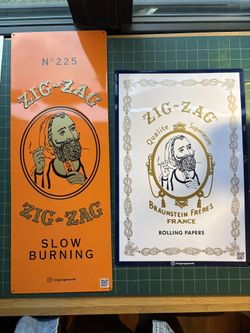 N° 225
ZIG-ZAG
ZIG-ZAG
SLOW
BURNING
ZIG-ZAG
Qualité Supérieure
BRAUNSTEIN FRÈRES
FRANCE
ROLLING PAPERS